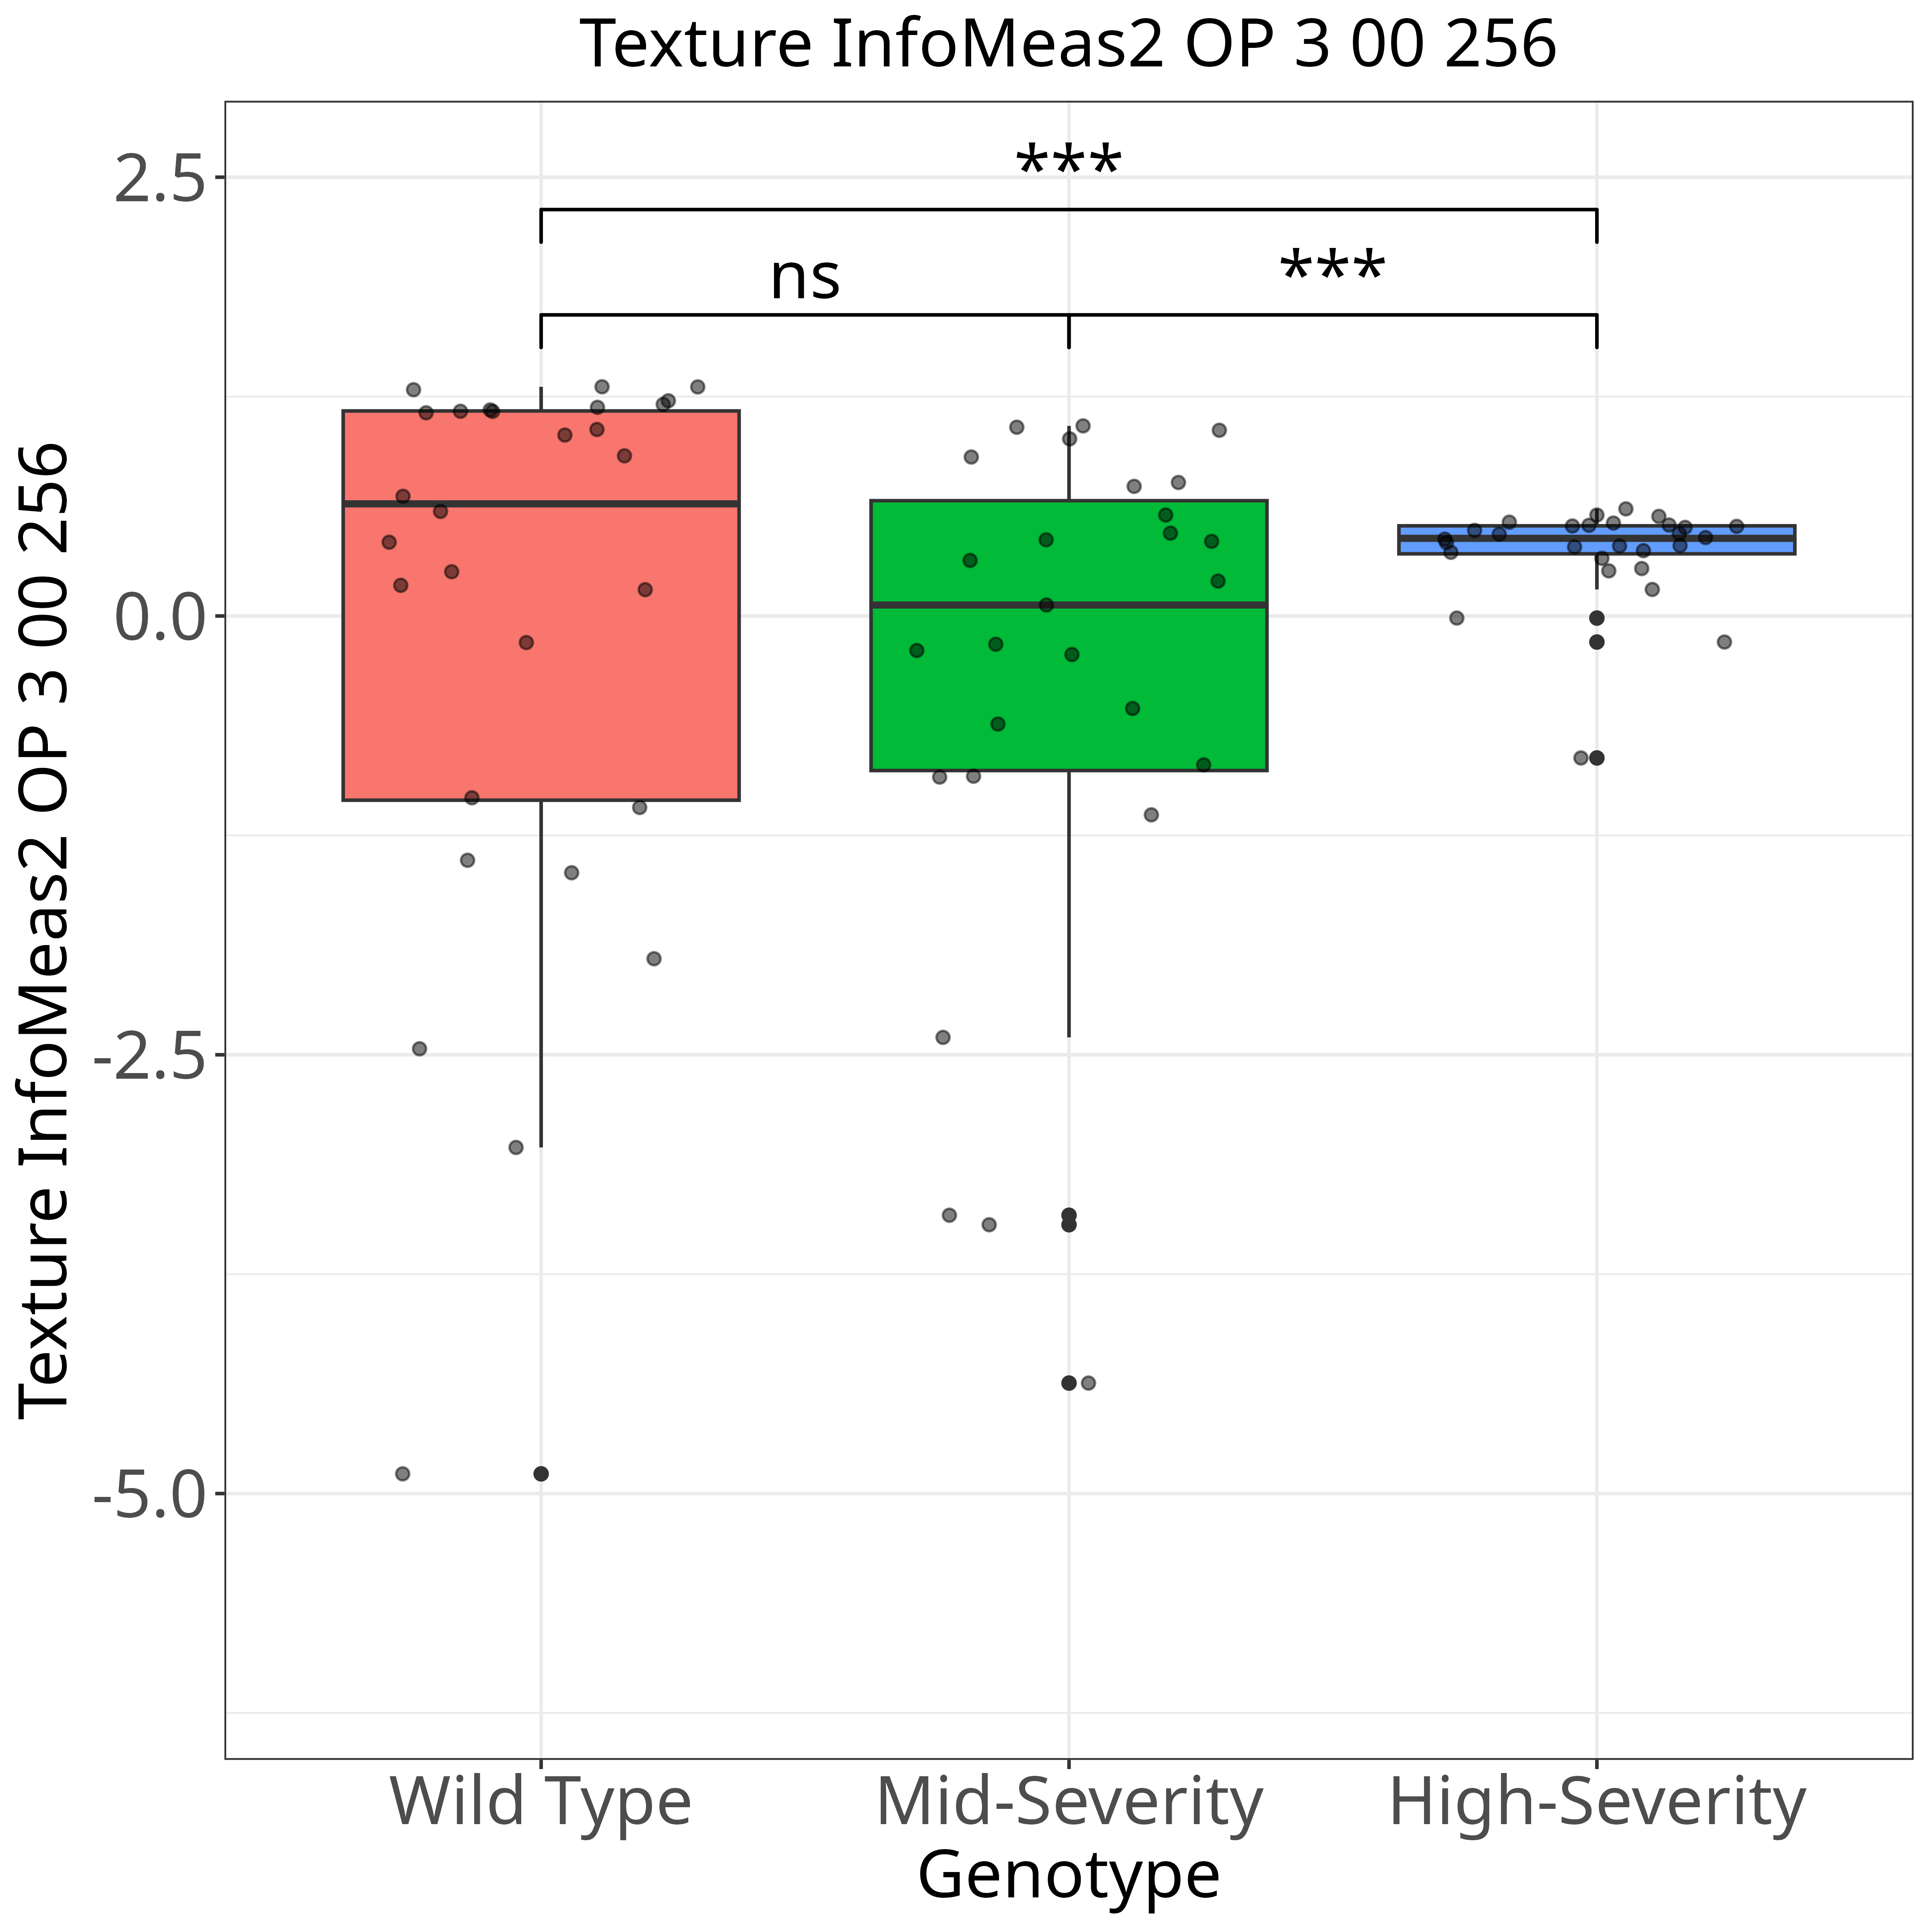 Texture InfoMeas2 OP 3 00 256
Texture InfoMeas2 OP 3 00 256
2.5
0.0
-2.5
-5.0
***
ns
***
Wild Type
Mid-Severity
High-Severity
Genotype